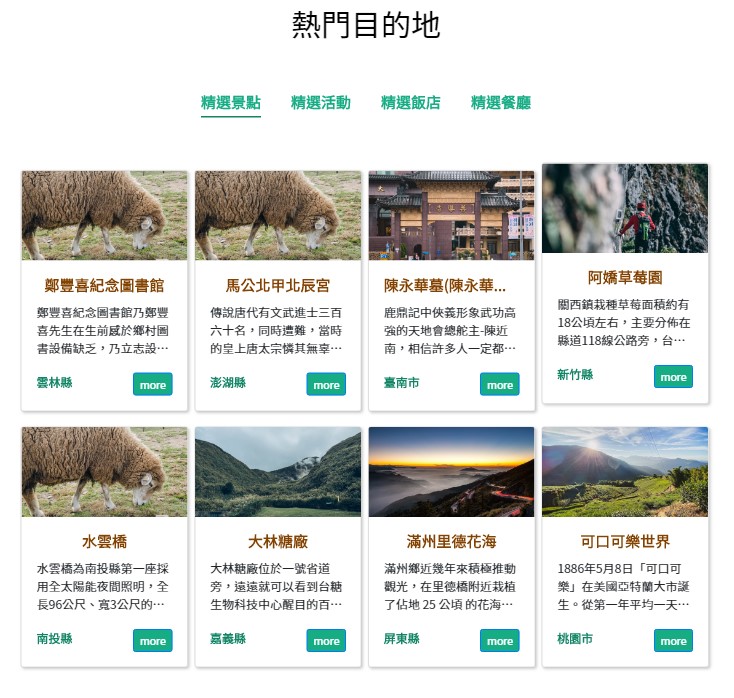 熱門目的地
精選景點 精選活動 精選飯店 精選餐廳
鄭豐喜紀念圖書館
鄭豐喜紀念圖書館乃鄭豐
喜先生在生前感於鄉村圖
書設備缺乏，乃立志設…
雲林縣 more
馬公北甲北辰宮
傳說唐代有文武進士三百
六十名，同時遭難，當時
的皇上唐太宗憐其無辜…
澎湖縣 more
陳永華墓(陳永華...
鹿鼎記中俠義形象武功高
強的天地會總舵主-陳近
南，相信許多人一定都…
臺南市 more
阿嬌草莓園
關西鎮栽種草莓面積約有
18公頃左右，主要分佈在
縣道118線公路旁，台…
新竹縣 more
水雲橋
水雲橋為南投縣第一座採
用全太陽能夜間照明，全
長96公尺、寬3公尺的…
南投縣 more
大林糖廠
大林糖廠位於一號省道
旁，遠遠就可以看到台糖
生物科技中心醒目的百…
嘉義縣 more
滿州里德花海
滿州鄉近幾年來積極推動
觀光，在里德橋附近栽植
了佔地 25 公頃 的花海…
屏東縣 more
可口可樂世界
1886年5月8日「可口可
樂」在美國亞特蘭大市誕
生。從第一年平均一天…
桃園市 more